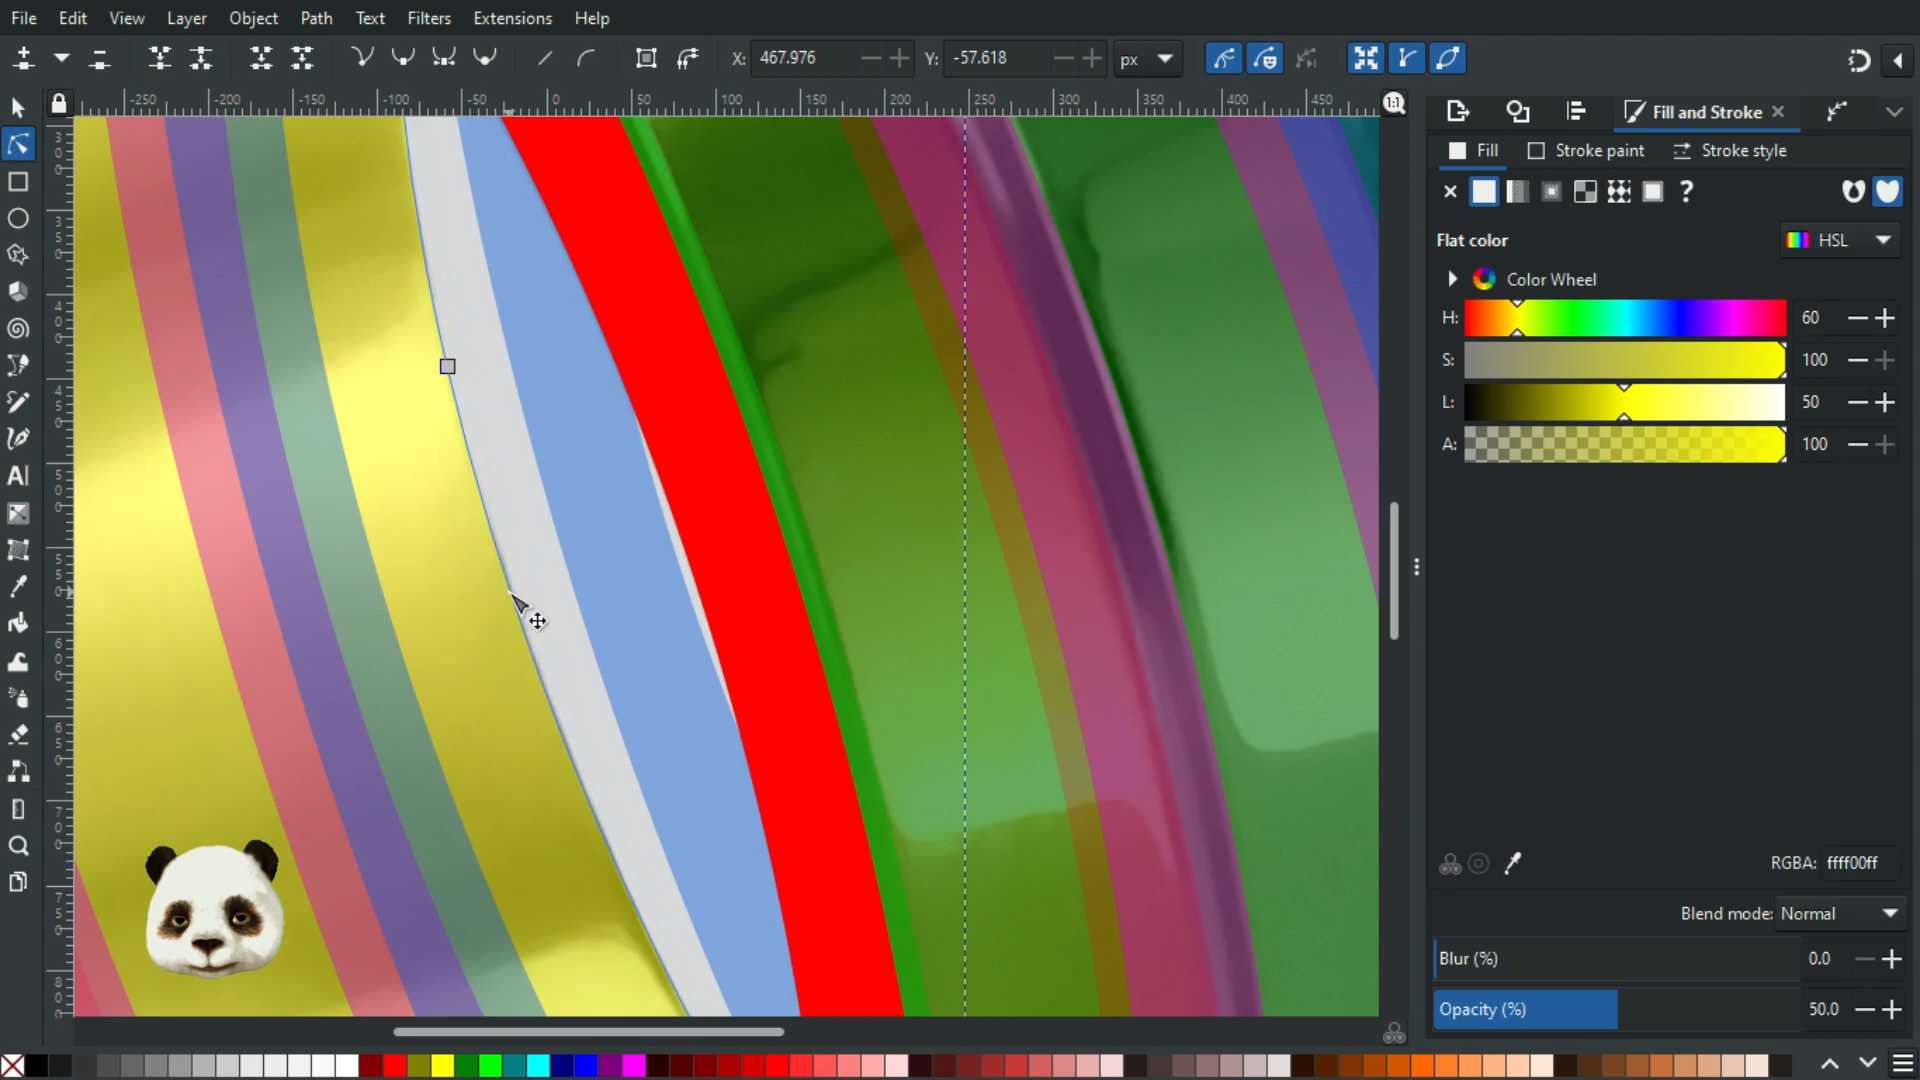 File Edit View Layer Object Path Text Filters Extensions Help
X: 467.976 Y: -57.618 px
-250 -200 -150 -100 -50 0 50 100 150 200 250 300 350 400 450
1:1
Fill and Stroke
Fill Stroke paint Stroke style
?
Flat color HSL
Color Wheel
H: 60
S: 100
L: 50
A: 100
RGBA: ffff00ff
Blend mode: Normal
Blur (%) 0.0
Opacity (%) 50.0